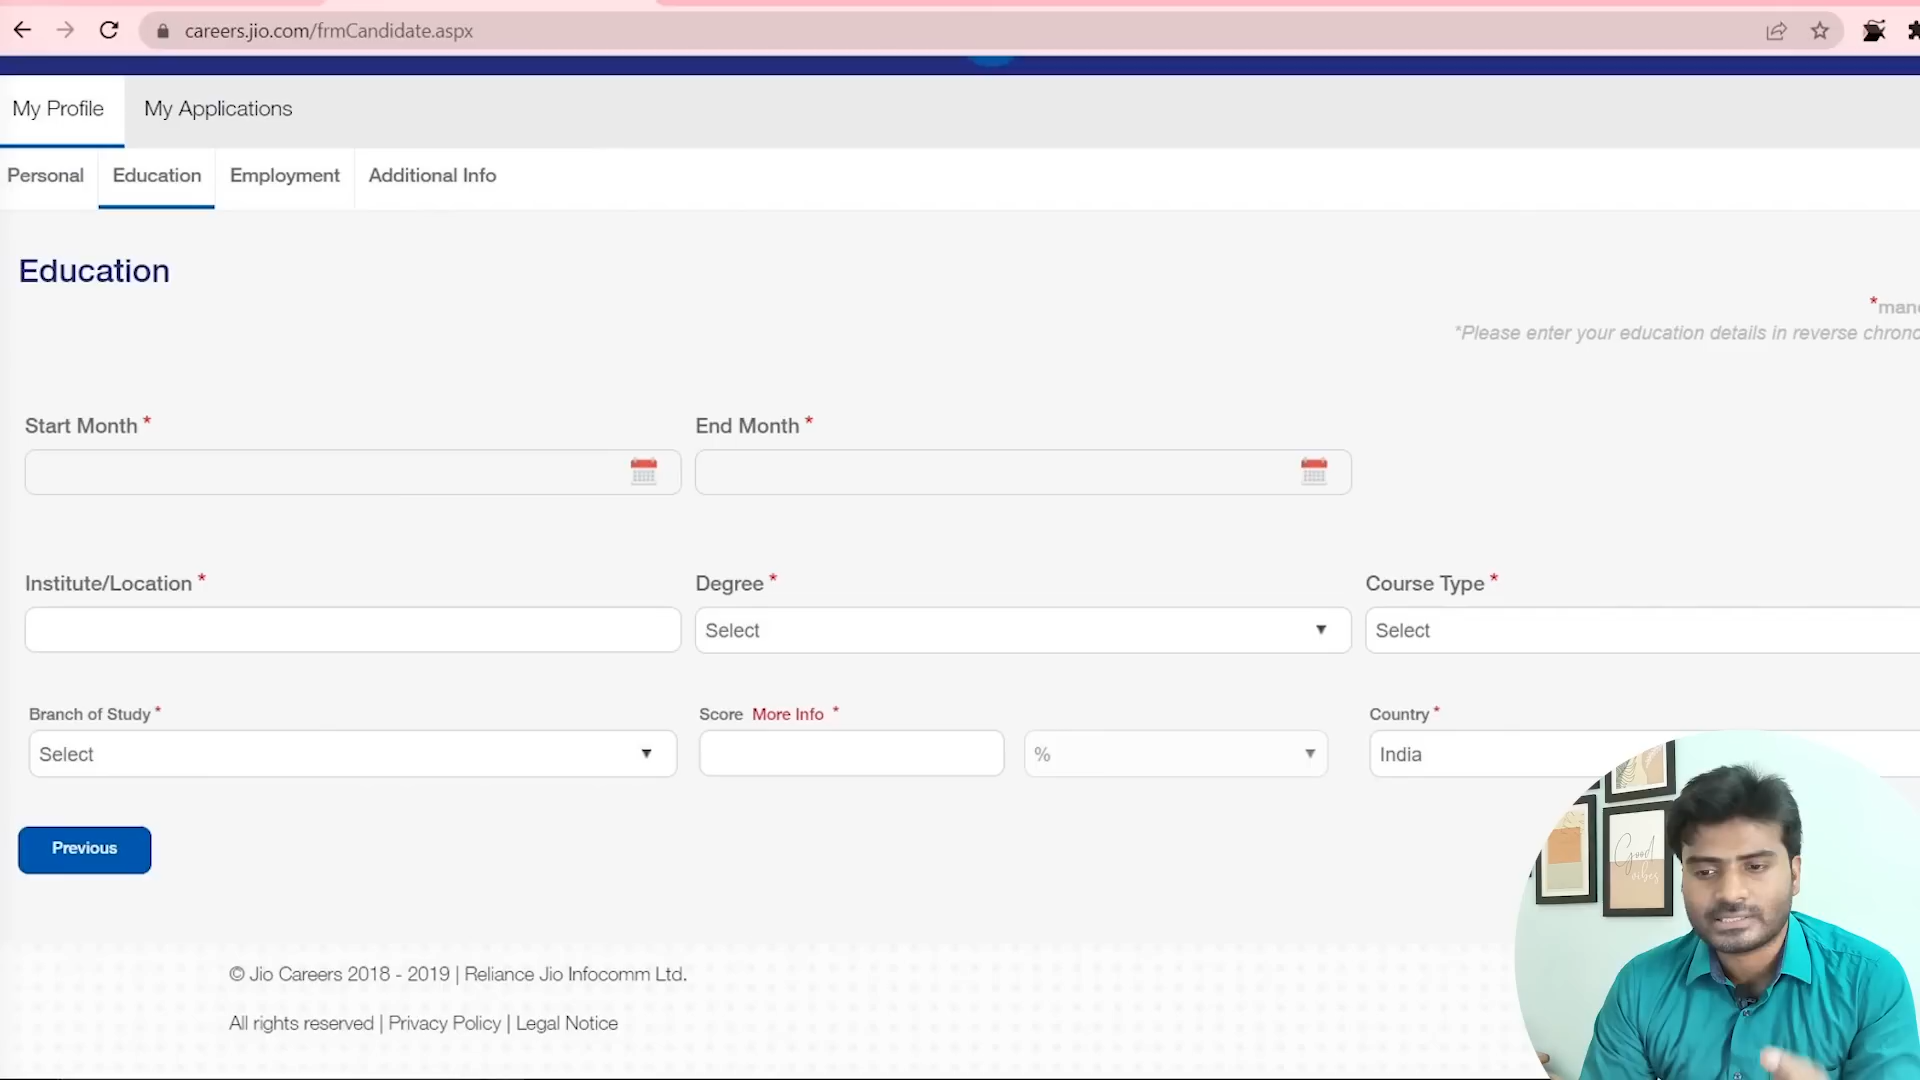 careers.jio.com/frmCandidate.aspx
My Profile My Applications
Personal Education Employment Additional Info
Education
*mand
*Please enter your education details in reverse chrono
Start Month * End Month *
Institute/Location * Degree * Course Type *
Select Select
Branch of Study * Score More Info * Country *
Select % India
Previous
Good
vibes
© Jio Careers 2018 - 2019 | Reliance Jio Infocomm Ltd.
All rights reserved | Privacy Policy | Legal Notice